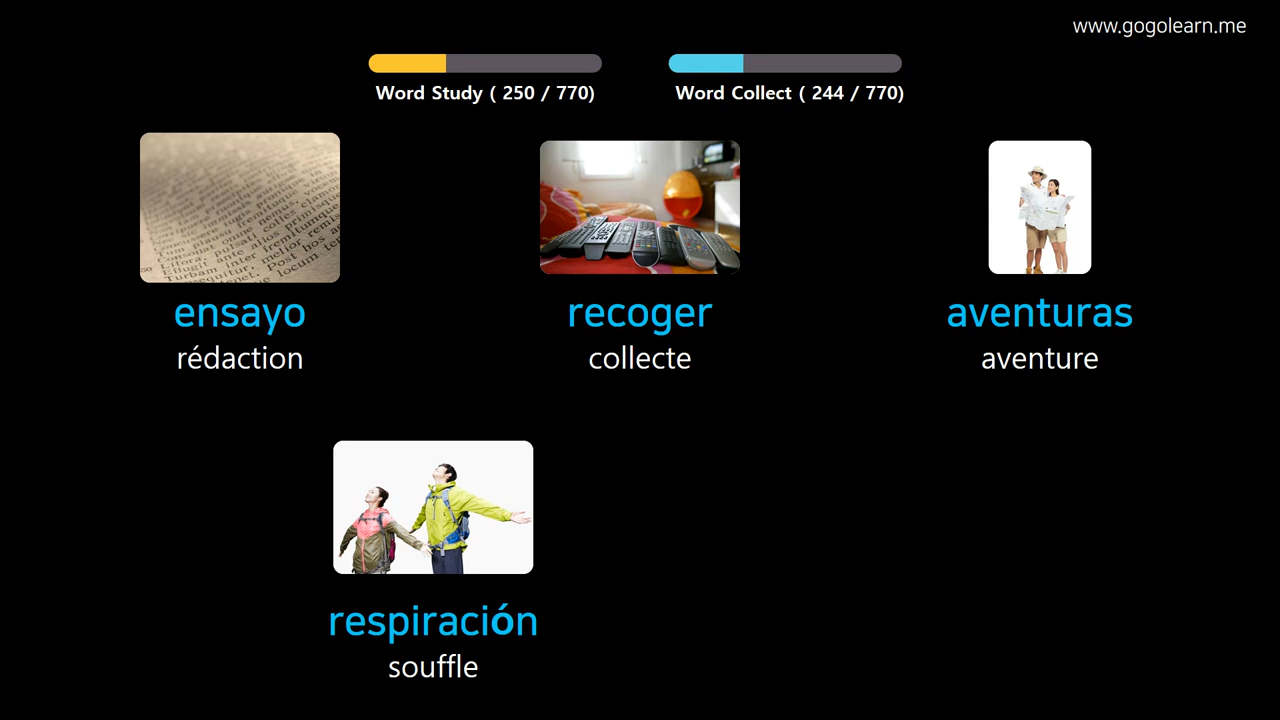 www.gogolearn.me
Word Study ( 250 / 770)
Word Collect ( 244 / 770)
ensayo
rédaction
recoger
collecte
aventuras
aventure
respiración
souffle